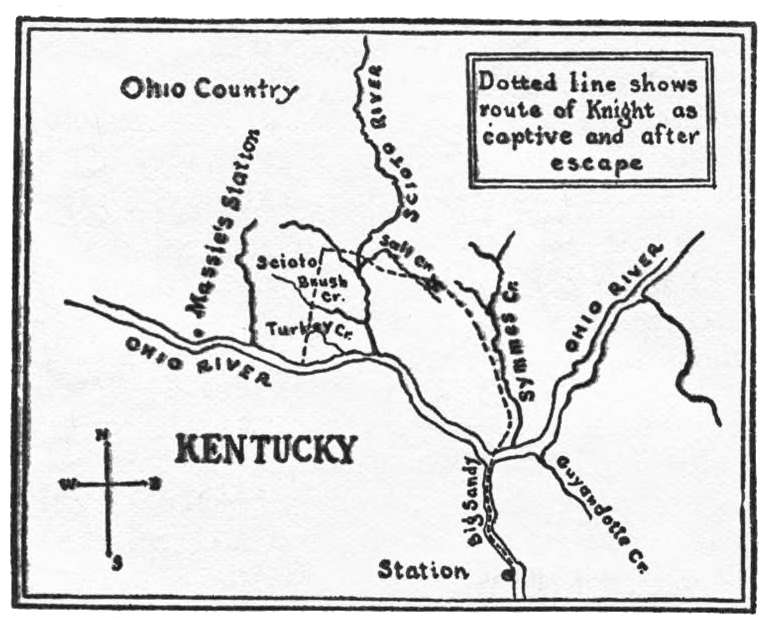 Ohio Country
Dotted line shows
route of Knight as
captive and after
escape
SCIOTO RIVER
Massie's Station
Salt Cr.
Scioto
Brush
Cr.
Turkey Cr.
OHIO RIVER
OHIO RIVER
Symmes Cr.
KENTUCKY
N
W
E
S
Big Sandy
Guyandotte Cr.
Station